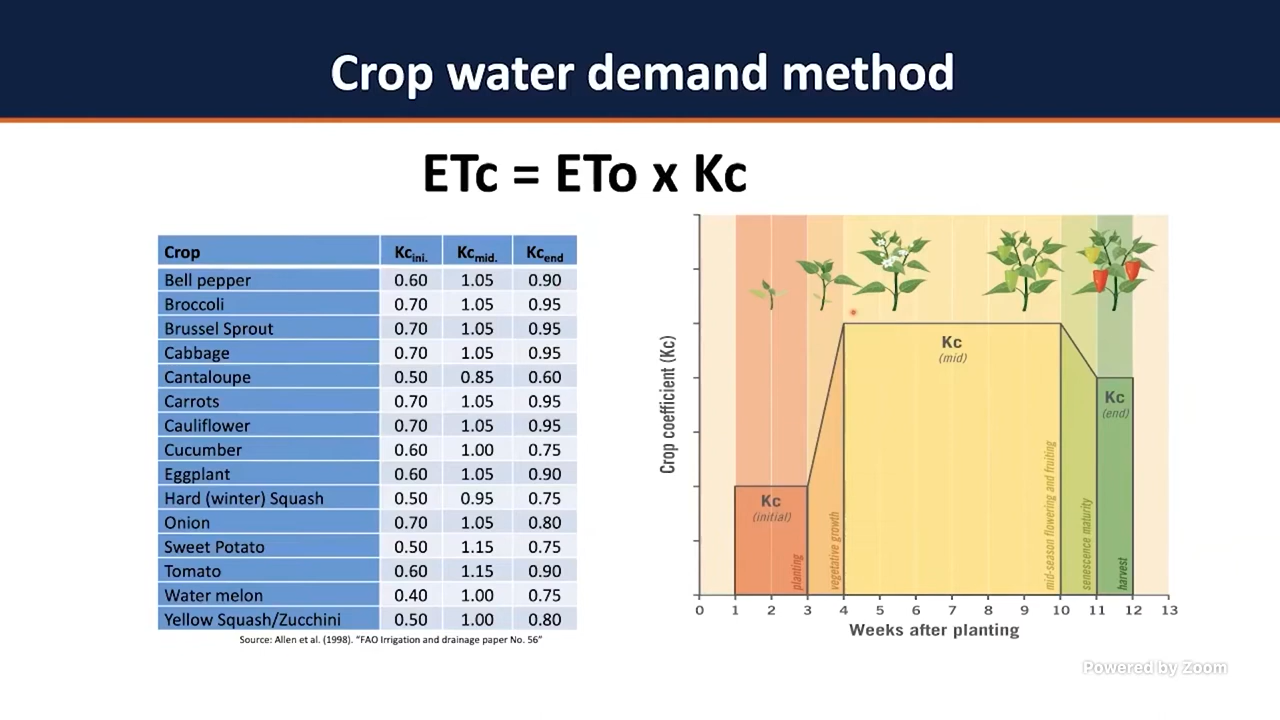 Crop water demand method
ETc = ETo x Kc
Crop Kcini. Kcmid. Kcend
Bell pepper 0.60 1.05 0.90
Broccoli 0.70 1.05 0.95
Brussel Sprout 0.70 1.05 0.95
Cabbage 0.70 1.05 0.95
Cantaloupe 0.50 0.85 0.60
Carrots 0.70 1.05 0.95
Cauliflower 0.70 1.05 0.95
Cucumber 0.60 1.00 0.75
Eggplant 0.60 1.05 0.90
Hard (winter) Squash 0.50 0.95 0.75
Onion 0.70 1.05 0.80
Sweet Potato 0.50 1.15 0.75
Tomato 0.60 1.15 0.90
Water melon 0.40 1.00 0.75
Yellow Squash/Zucchini 0.50 1.00 0.80
Source: Allen et al. (1998). "FAO Irrigation and drainage paper No. 56"
Crop coefficient (Kc)
Kc
(initial)
planting
vegetative growth
Kc
(mid)
mid-season flowering and fruiting
senescence maturity
Kc
(end)
harvest
0 1 2 3 4 5 6 7 8 9 10 11 12 13
Weeks after planting
Powered by Zoom